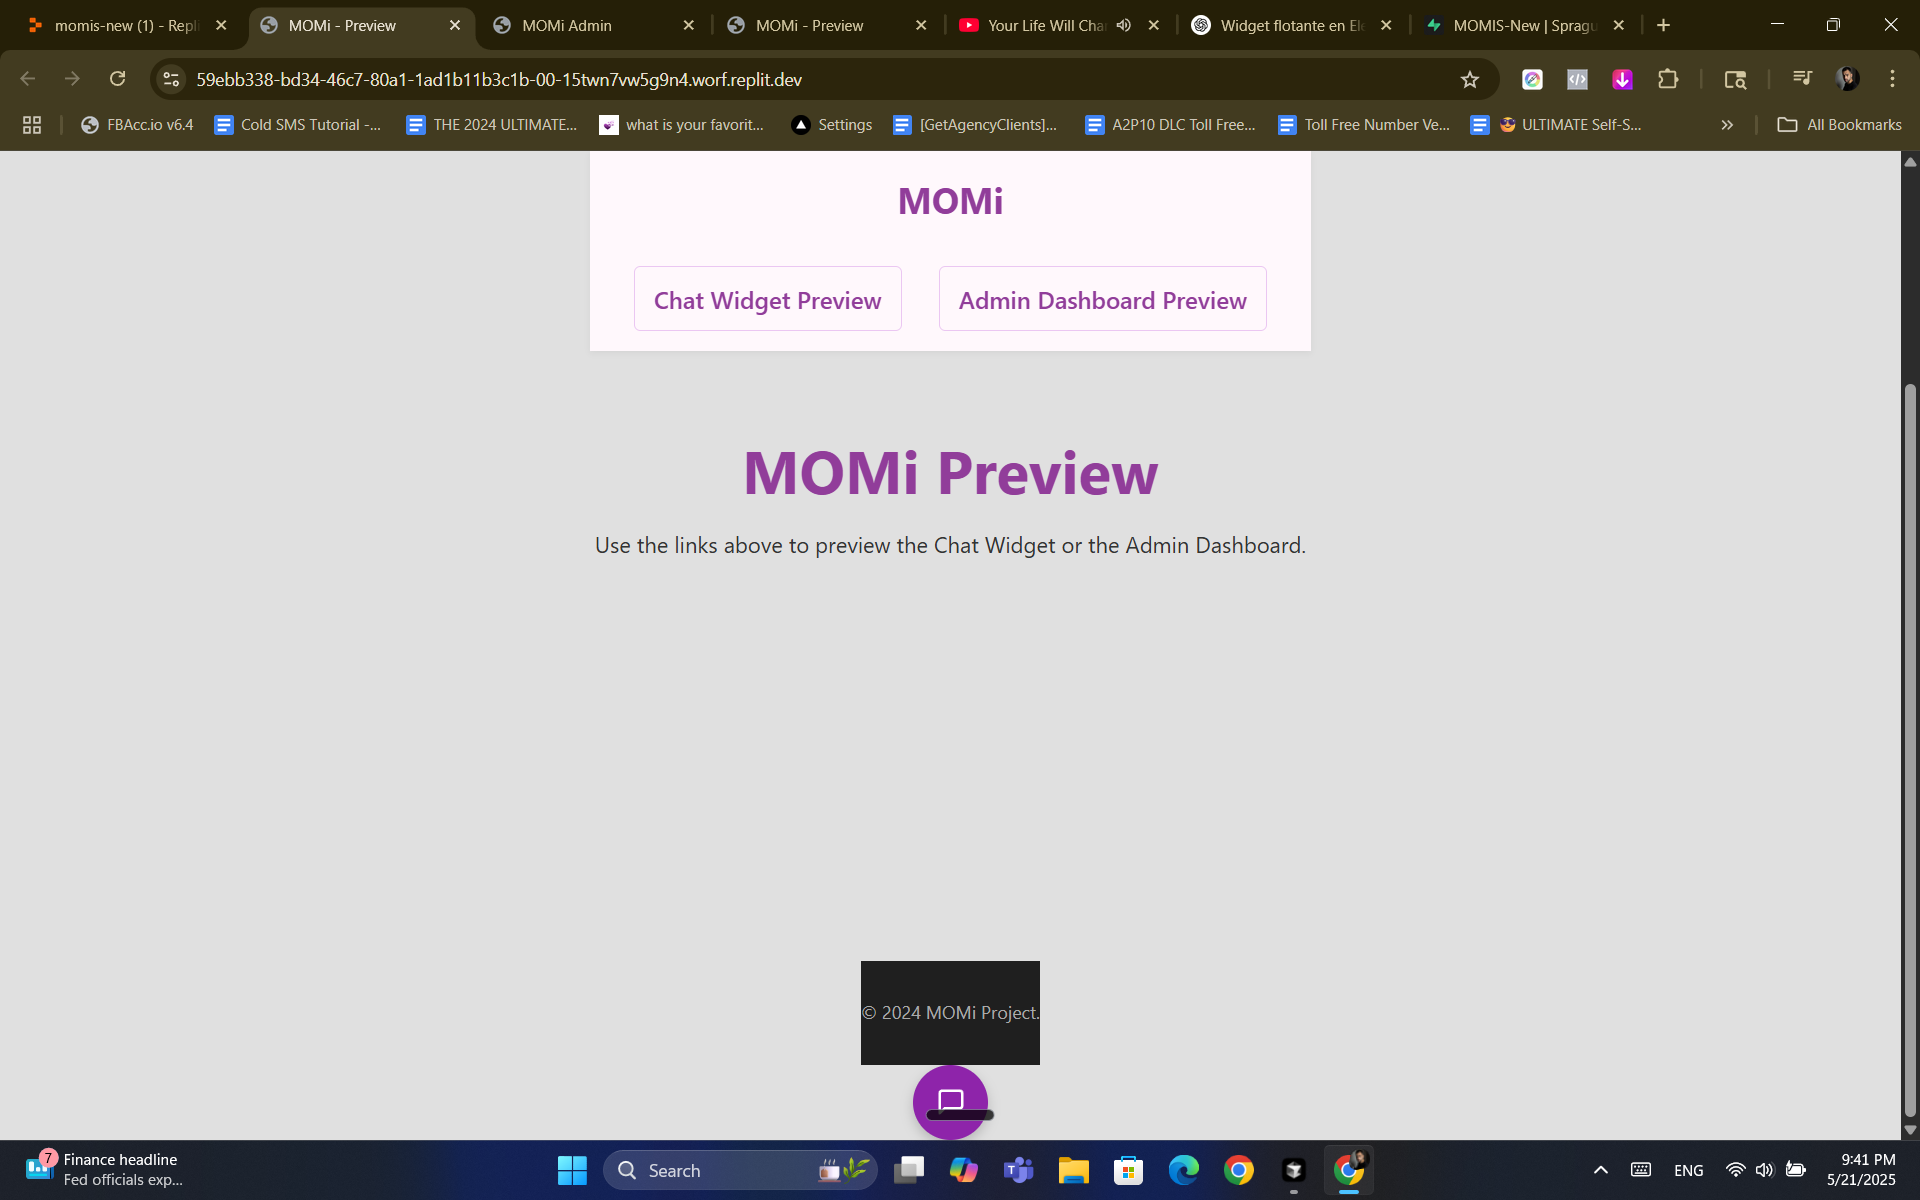 momis-new (1) - Repli
MOMi - Preview
MOMi Admin
MOMi - Preview
Your Life Will Cha
Widget flotante en Ele
MOMIS-New | Spragu
59ebb338-bd34-46c7-80a1-1ad1b11b3c1b-00-15twn7vw5g9n4.worf.replit.dev
FBAcc.io v6.4
Cold SMS Tutorial -...
THE 2024 ULTIMATE...
what is your favorit...
Settings
[GetAgencyClients]...
A2P10 DLC Toll Free...
Toll Free Number Ve...
😎 ULTIMATE Self-S...
All Bookmarks
MOMi
Chat Widget Preview
Admin Dashboard Preview
MOMi Preview
Use the links above to preview the Chat Widget or the Admin Dashboard.
© 2024 MOMi Project.
7
Finance headline
Fed officials exp...
Search
ENG
9:41 PM
5/21/2025